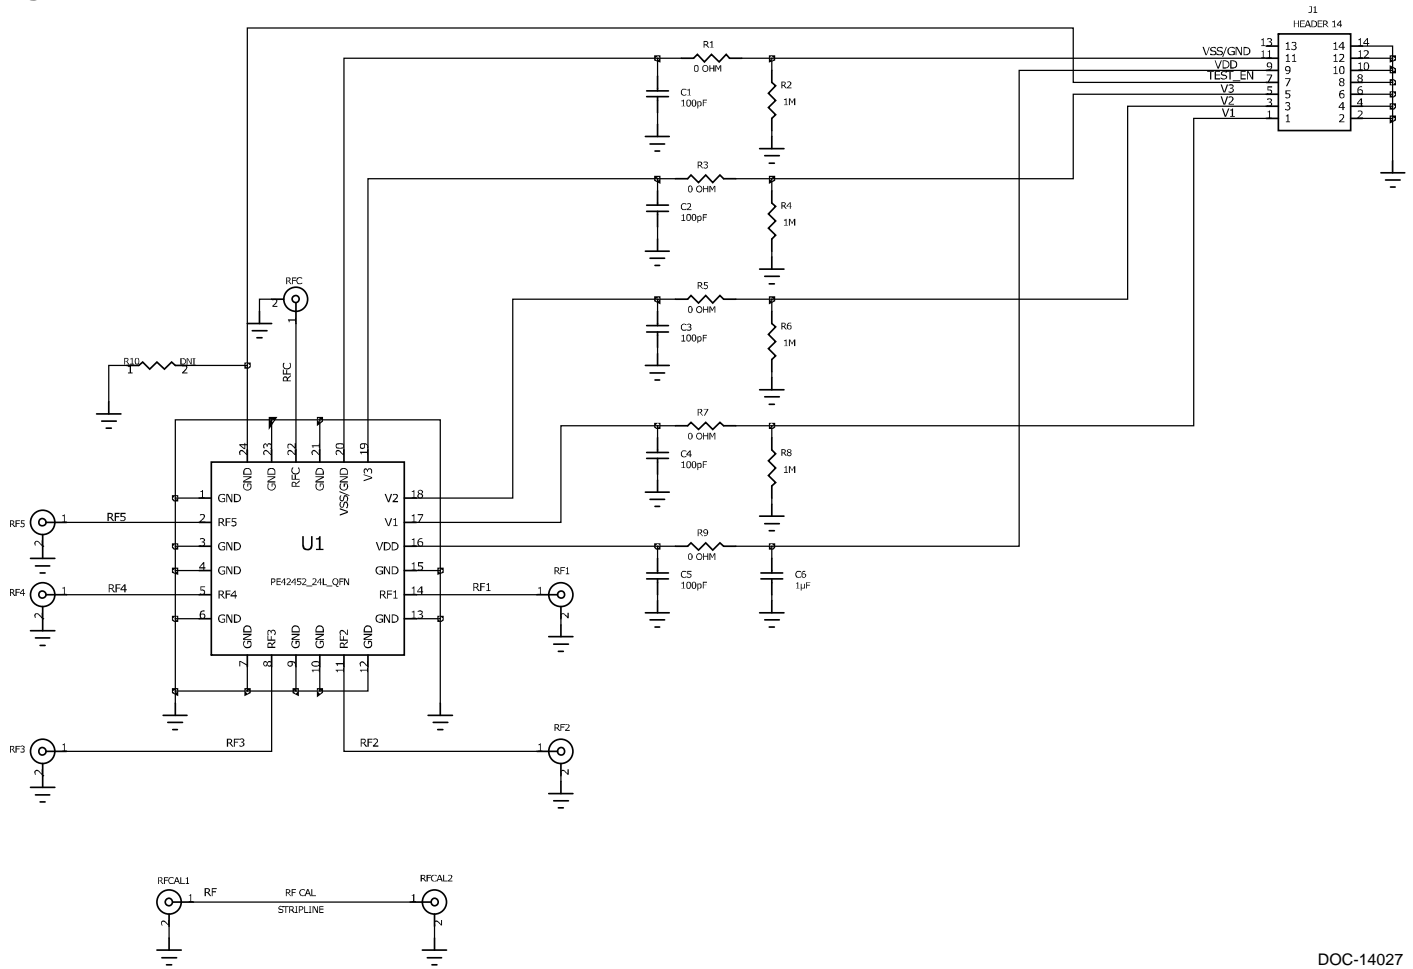 J1
HEADER 14
13 13 14 14
VSS/GND 11 11 12 12
VDD 9 9 10 10
TEST_EN 7 7 8 8
V3 5 5 6 6
V2 3 3 4 4
V1 1 1 2 2
R1
0 OHM
C1
100pF
R2
1M
R3
0 OHM
C2
100pF
R4
1M
RFC
2
1
RFC
R5
0 OHM
C3
100pF
R6
1M
R10 DNI
1 2
R7
0 OHM
C4
100pF
R8
1M
24 23 22 21 20 19
GND GND RFC GND VSS/GND V3
1 GND
V2 18
RF5 1 RF5 2 RF5
2
V1 17
3 GND
U1
VDD 16
R9
0 OHM
C5
100pF
C6
1µF
4 GND
PE42452_24L_QFN
GND 15
RF4 1 RF4 5 RF4
2
RF1 14 RF1 1 RF1
2
6 GND
GND 13
GND RF3 GND GND RF2 GND
7 8 9 10 11 12
RF3 1 RF3
2
RF2 1 RF2
2
RFCAL1 1 RF
2
RF CAL
STRIPLINE
1 RFCAL2
2
DOC-14027